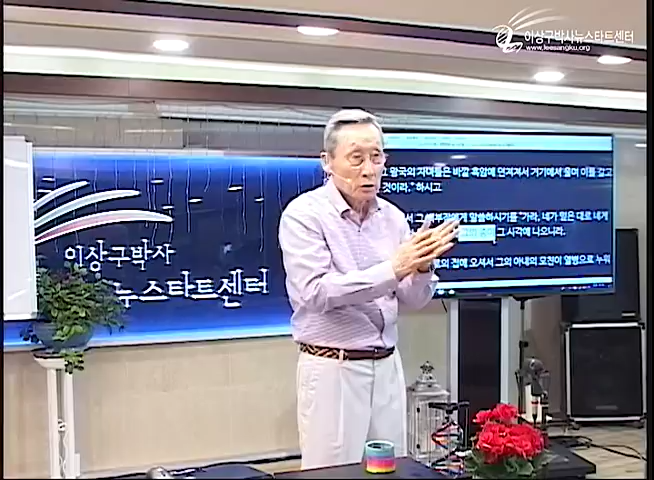 이상구박사뉴스타트센터
www.leesangku.org
왕국의 자녀들은 바깥 흑암에 던져져서 거기에서 울며 이를 갈고
것이라." 하시고
서 그 백부장에게 말씀하시기를 "가라, 네가 믿은 대로 네게
그의 종이 그 시각에 나으니라.
집에 오셔서 그의 아내의 모친이 열병으로 누워
이상구박사
뉴스타트센터